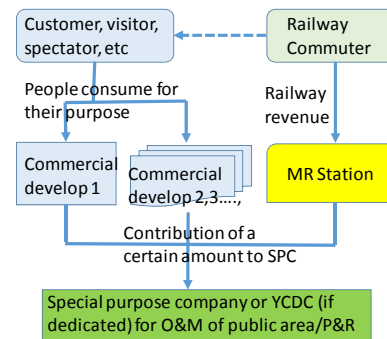 Customer, visitor,
spectator, etc
Railway
Commuter
People consume for
their purpose
Railway
revenue
Commercial
develop 1
Commercial
develop 2,3....,
MR Station
Contribution of a
certain amount to SPC
Special purpose company or YCDC (if
dedicated) for O&M of public area/P&R